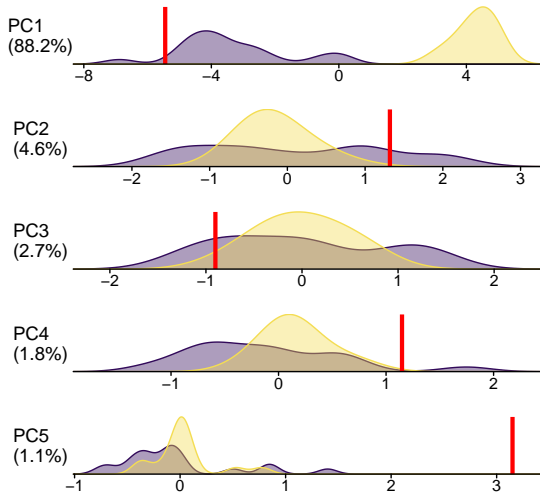 PC1
(88.2%)
−8 −4 0 4
PC2
(4.6%)
−2 −1 0 1 2 3
PC3
(2.7%)
−2 −1 0 1 2
PC4
(1.8%)
−1 0 1 2
PC5
(1.1%)
−1 0 1 2 3